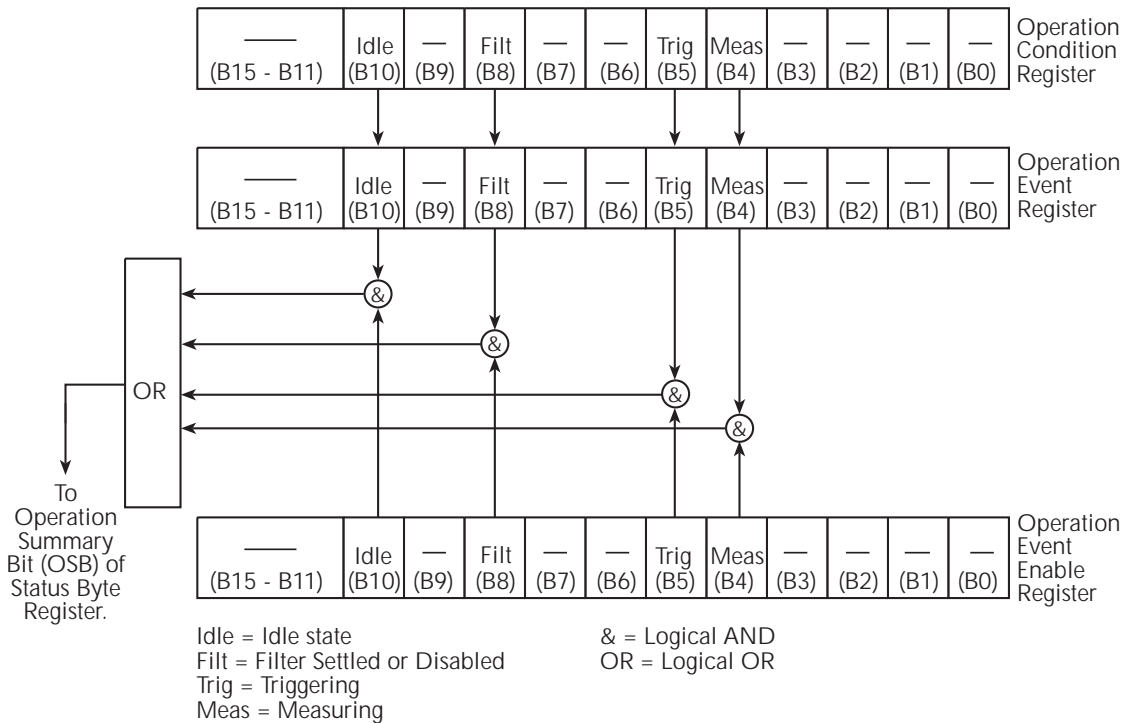 —— Idle — Filt — — Trig Meas — — — —
(B15 - B11) (B10) (B9) (B8) (B7) (B6) (B5) (B4) (B3) (B2) (B1) (B0)
Operation
Condition
Register
—— Idle — Filt — — Trig Meas — — — —
(B15 - B11) (B10) (B9) (B8) (B7) (B6) (B5) (B4) (B3) (B2) (B1) (B0)
Operation
Event
Register
&
&
OR
&
&
To
Operation
Summary
Bit (OSB) of
Status Byte
Register.
—— Idle — Filt — — Trig Meas — — — —
(B15 - B11) (B10) (B9) (B8) (B7) (B6) (B5) (B4) (B3) (B2) (B1) (B0)
Operation
Event
Enable
Register
Idle = Idle state
Filt = Filter Settled or Disabled
Trig = Triggering
Meas = Measuring
& = Logical AND
OR = Logical OR